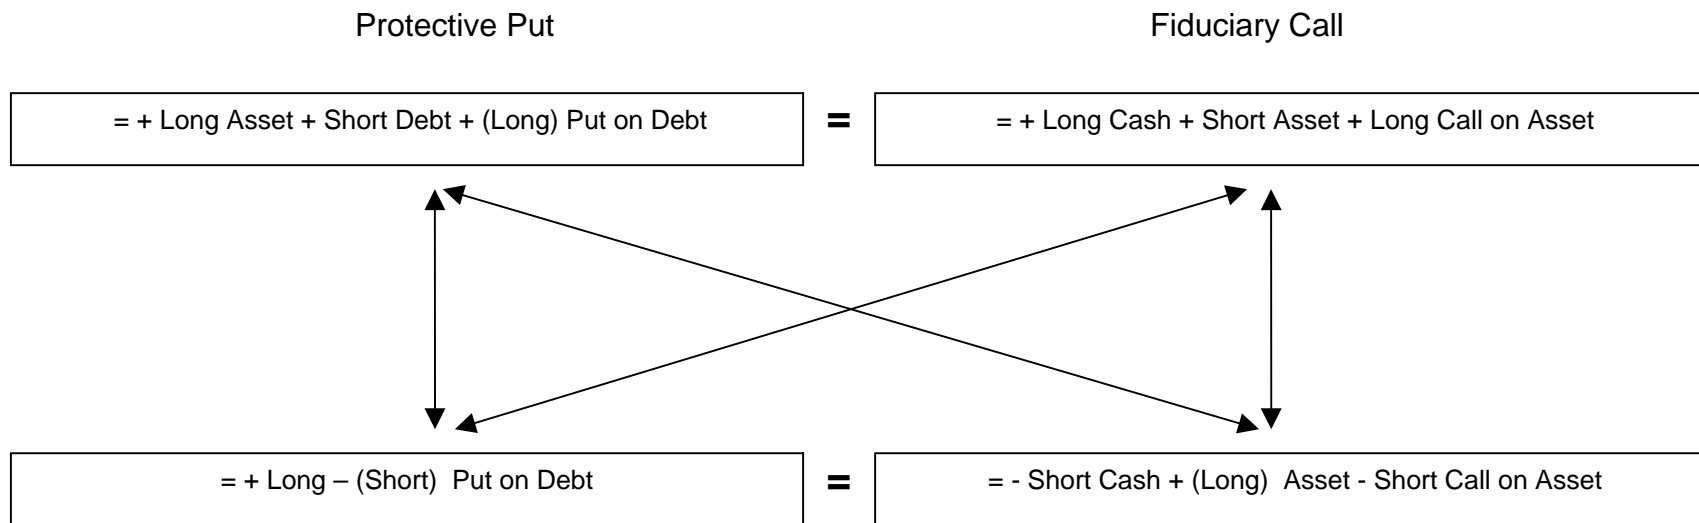 Protective Put
Fiduciary Call
= + Long Asset + Short Debt + (Long) Put on Debt
=
= + Long Cash + Short Asset + Long Call on Asset
= + Long – (Short) Put on Debt
=
= - Short Cash + (Long) Asset - Short Call on Asset